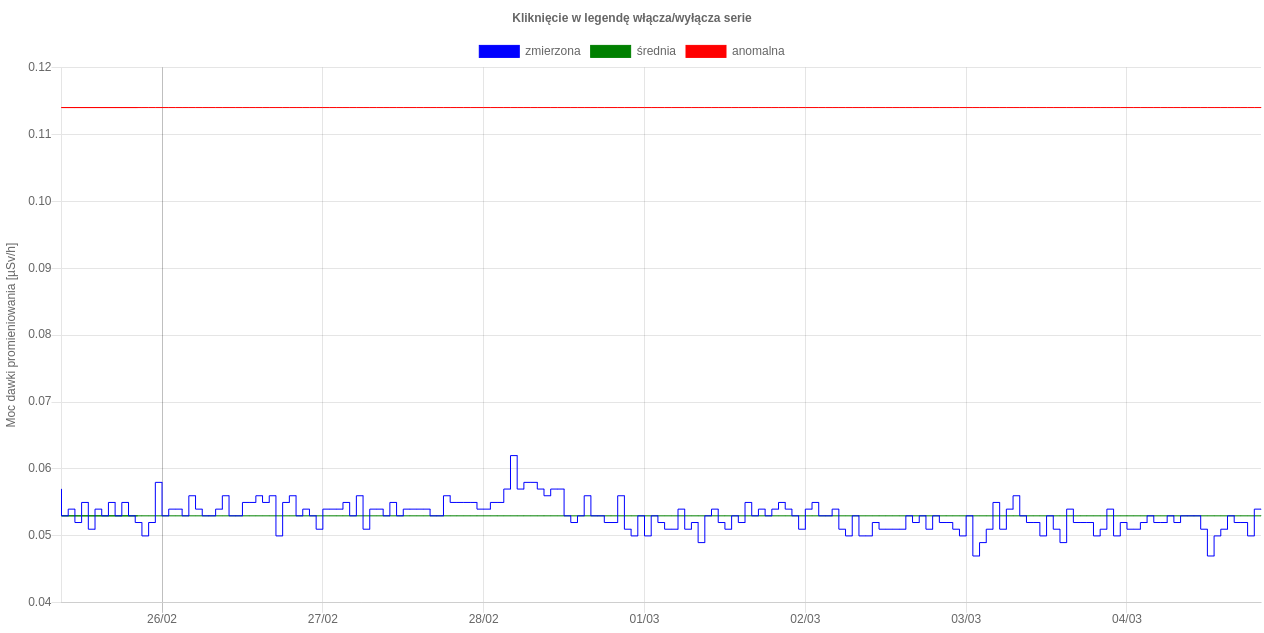 Kliknięcie w legendę włącza/wyłącza serie
zmierzona średnia anomalna
Moc dawki promieniowania [µSv/h]
0.12
0.11
0.10
0.09
0.08
0.07
0.06
0.05
0.04
26/02 27/02 28/02 01/03 02/03 03/03 04/03